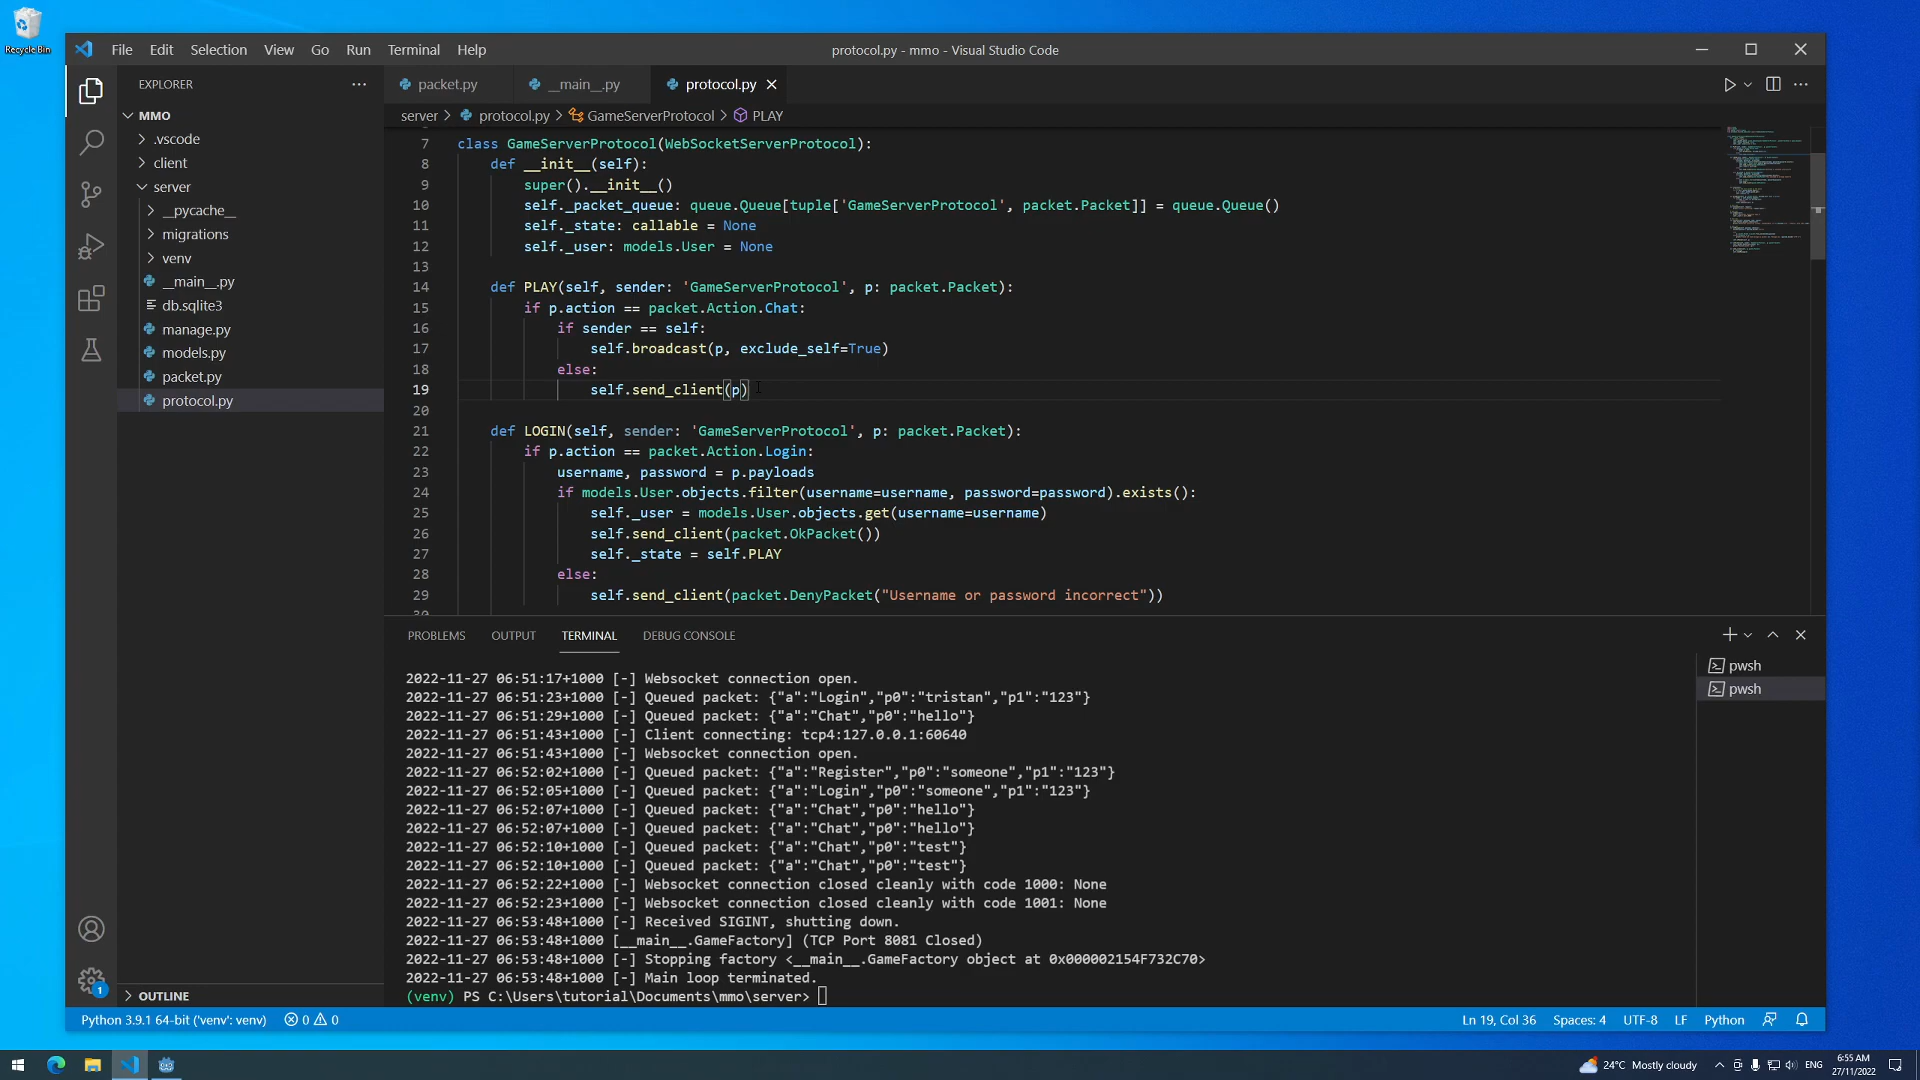 Recycle Bin
File Edit Selection View Go Run Terminal Help
protocol.py - mmo - Visual Studio Code
EXPLORER
packet.py
__main__.py
protocol.py
MMO
.vscode
client
server
__pycache__
migrations
venv
__main__.py
db.sqlite3
manage.py
models.py
packet.py
protocol.py
OUTLINE
server > protocol.py > GameServerProtocol > PLAY
7 class GameServerProtocol(WebSocketServerProtocol):
8 def __init__(self):
9 super().__init__()
10 self._packet_queue: queue.Queue[tuple['GameServerProtocol', packet.Packet]] = queue.Queue()
11 self._state: callable = None
12 self._user: models.User = None
13
14 def PLAY(self, sender: 'GameServerProtocol', p: packet.Packet):
15 if p.action == packet.Action.Chat:
16 if sender == self:
17 self.broadcast(p, exclude_self=True)
18 else:
19 self.send_client(p)
20
21 def LOGIN(self, sender: 'GameServerProtocol', p: packet.Packet):
22 if p.action == packet.Action.Login:
23 username, password = p.payloads
24 if models.User.objects.filter(username=username, password=password).exists():
25 self._user = models.User.objects.get(username=username)
26 self.send_client(packet.OkPacket())
27 self._state = self.PLAY
28 else:
29 self.send_client(packet.DenyPacket("Username or password incorrect"))
PROBLEMS OUTPUT TERMINAL DEBUG CONSOLE
pwsh
pwsh
2022-11-27 06:51:17+1000 [-] Websocket connection open.
2022-11-27 06:51:23+1000 [-] Queued packet: {"a":"Login","p0":"tristan","p1":"123"}
2022-11-27 06:51:29+1000 [-] Queued packet: {"a":"Chat","p0":"hello"}
2022-11-27 06:51:43+1000 [-] Client connecting: tcp4:127.0.0.1:60640
2022-11-27 06:51:43+1000 [-] Websocket connection open.
2022-11-27 06:52:02+1000 [-] Queued packet: {"a":"Register","p0":"someone","p1":"123"}
2022-11-27 06:52:05+1000 [-] Queued packet: {"a":"Login","p0":"someone","p1":"123"}
2022-11-27 06:52:07+1000 [-] Queued packet: {"a":"Chat","p0":"hello"}
2022-11-27 06:52:07+1000 [-] Queued packet: {"a":"Chat","p0":"hello"}
2022-11-27 06:52:10+1000 [-] Queued packet: {"a":"Chat","p0":"test"}
2022-11-27 06:52:10+1000 [-] Queued packet: {"a":"Chat","p0":"test"}
2022-11-27 06:52:22+1000 [-] Websocket connection closed cleanly with code 1000: None
2022-11-27 06:52:23+1000 [-] Websocket connection closed cleanly with code 1001: None
2022-11-27 06:53:48+1000 [-] Received SIGINT, shutting down.
2022-11-27 06:53:48+1000 [__main__.GameFactory] (TCP Port 8081 Closed)
2022-11-27 06:53:48+1000 [-] Stopping factory <__main__.GameFactory object at 0x000002154F732C70>
2022-11-27 06:53:48+1000 [-] Main loop terminated.
(venv) PS C:\Users\tutorial\Documents\mmo\server>
1
Python 3.9.1 64-bit ('venv': venv) 0 0 Ln 19, Col 36 Spaces: 4 UTF-8 LF Python
24°C Mostly cloudy ENG
6:55 AM
27/11/2022